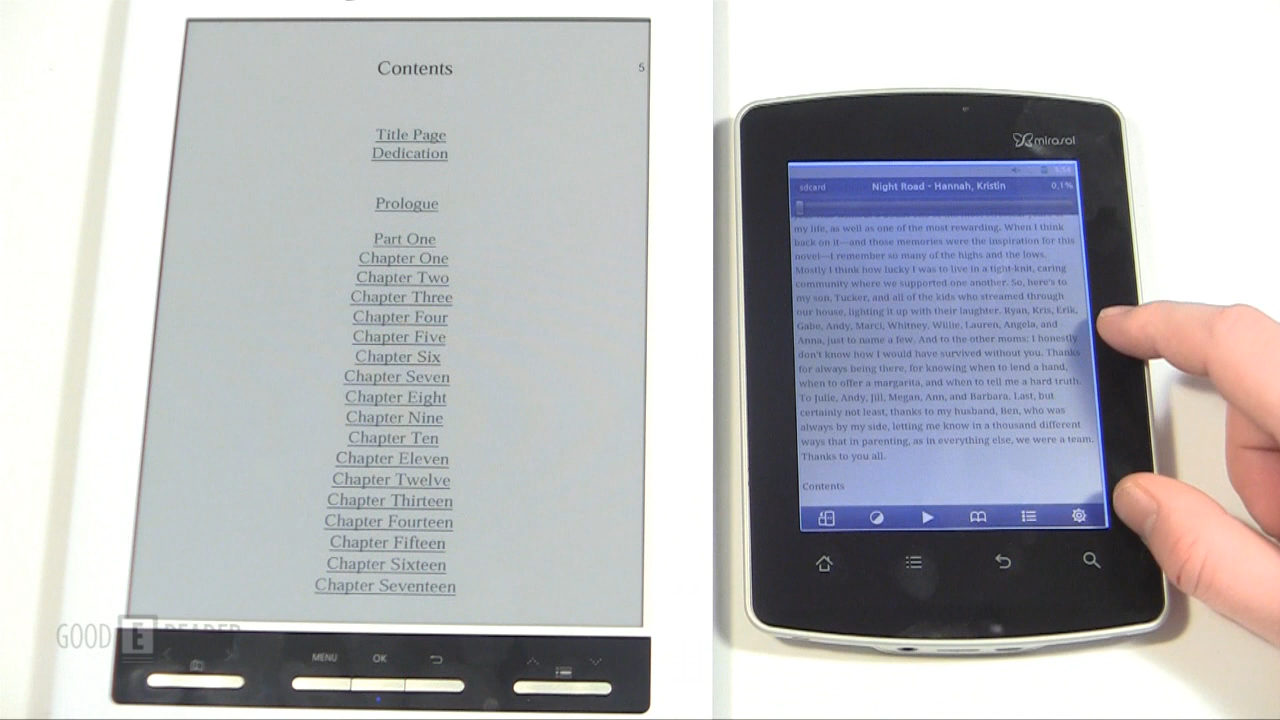 Contents
5
Title Page
Dedication
Prologue
Part One
Chapter One
Chapter Two
Chapter Three
Chapter Four
Chapter Five
Chapter Six
Chapter Seven
Chapter Eight
Chapter Nine
Chapter Ten
Chapter Eleven
Chapter Twelve
Chapter Thirteen
Chapter Fourteen
Chapter Fifteen
Chapter Sixteen
Chapter Seventeen
GOOD E READER
MENU OK
mirasol
sdcard Night Road - Hannah, Kristin 0,1%
my life, as well as one of the most rewarding. When I think
back on it—and those memories were the inspiration for this
novel—I remember so many of the highs and the lows.
Mostly I think how lucky I was to live in a tight-knit, caring
community where we supported one another. So, here's to
my son, Tucker, and all of the kids who streamed through
our house, lighting it up with their laughter. Ryan, Kris, Erik,
Gabe, Andy, Marci, Whitney, Willie, Lauren, Angela, and
Anna, just to name a few. And to the other moms: I honestly
don't know how I would have survived without you. Thanks
for always being there, for knowing when to lend a hand,
when to offer a margarita, and when to tell me a hard truth.
To Julie, Andy, Jill, Megan, Ann, and Barbara. Last, but
certainly not least, thanks to my husband, Ben, who was
always by my side, letting me know in a thousand different
ways that in parenting, as in everything else, we were a team.
Thanks to you all.
Contents